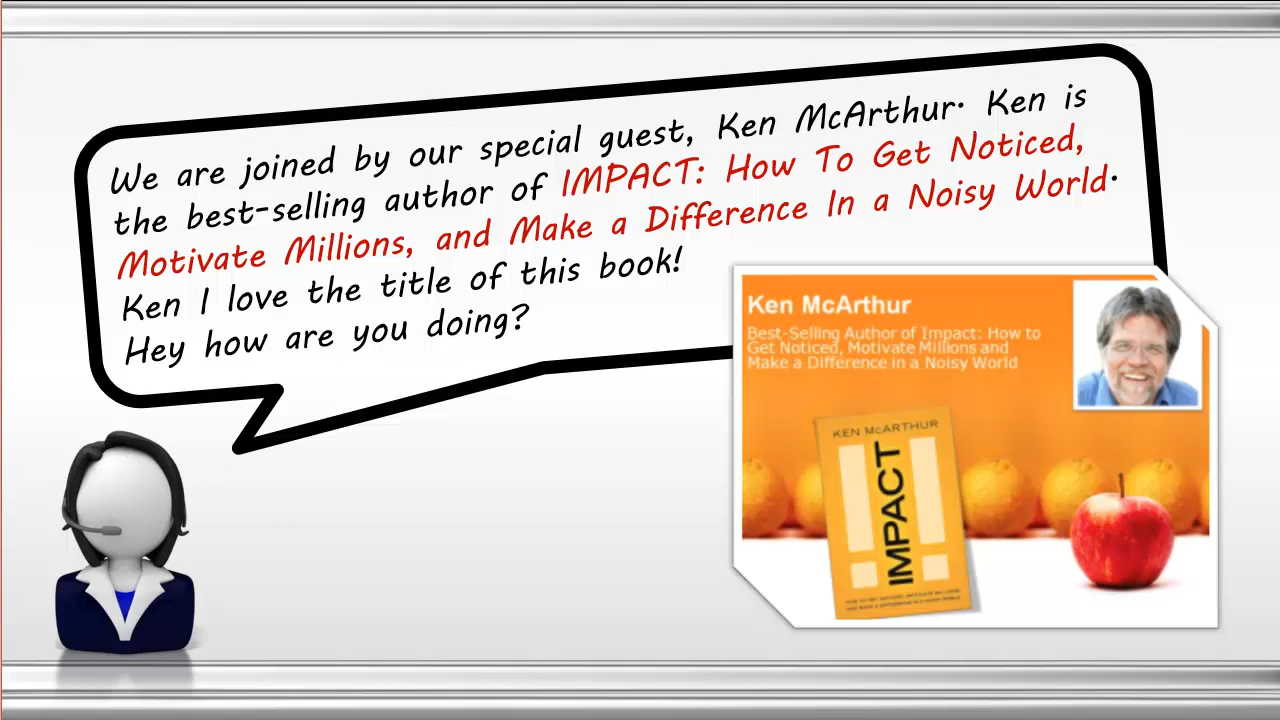 We are joined by our special guest, Ken McArthur. Ken is
the best-selling author of IMPACT: How To Get Noticed,
Motivate Millions, and Make a Difference In a Noisy World.
Ken I love the title of this book!
Hey how are you doing?
Ken McArthur
Best-Selling Author of Impact: How to
Get Noticed, Motivate Millions and
Make a Difference in a Noisy World
KEN McARTHUR
IMPACT